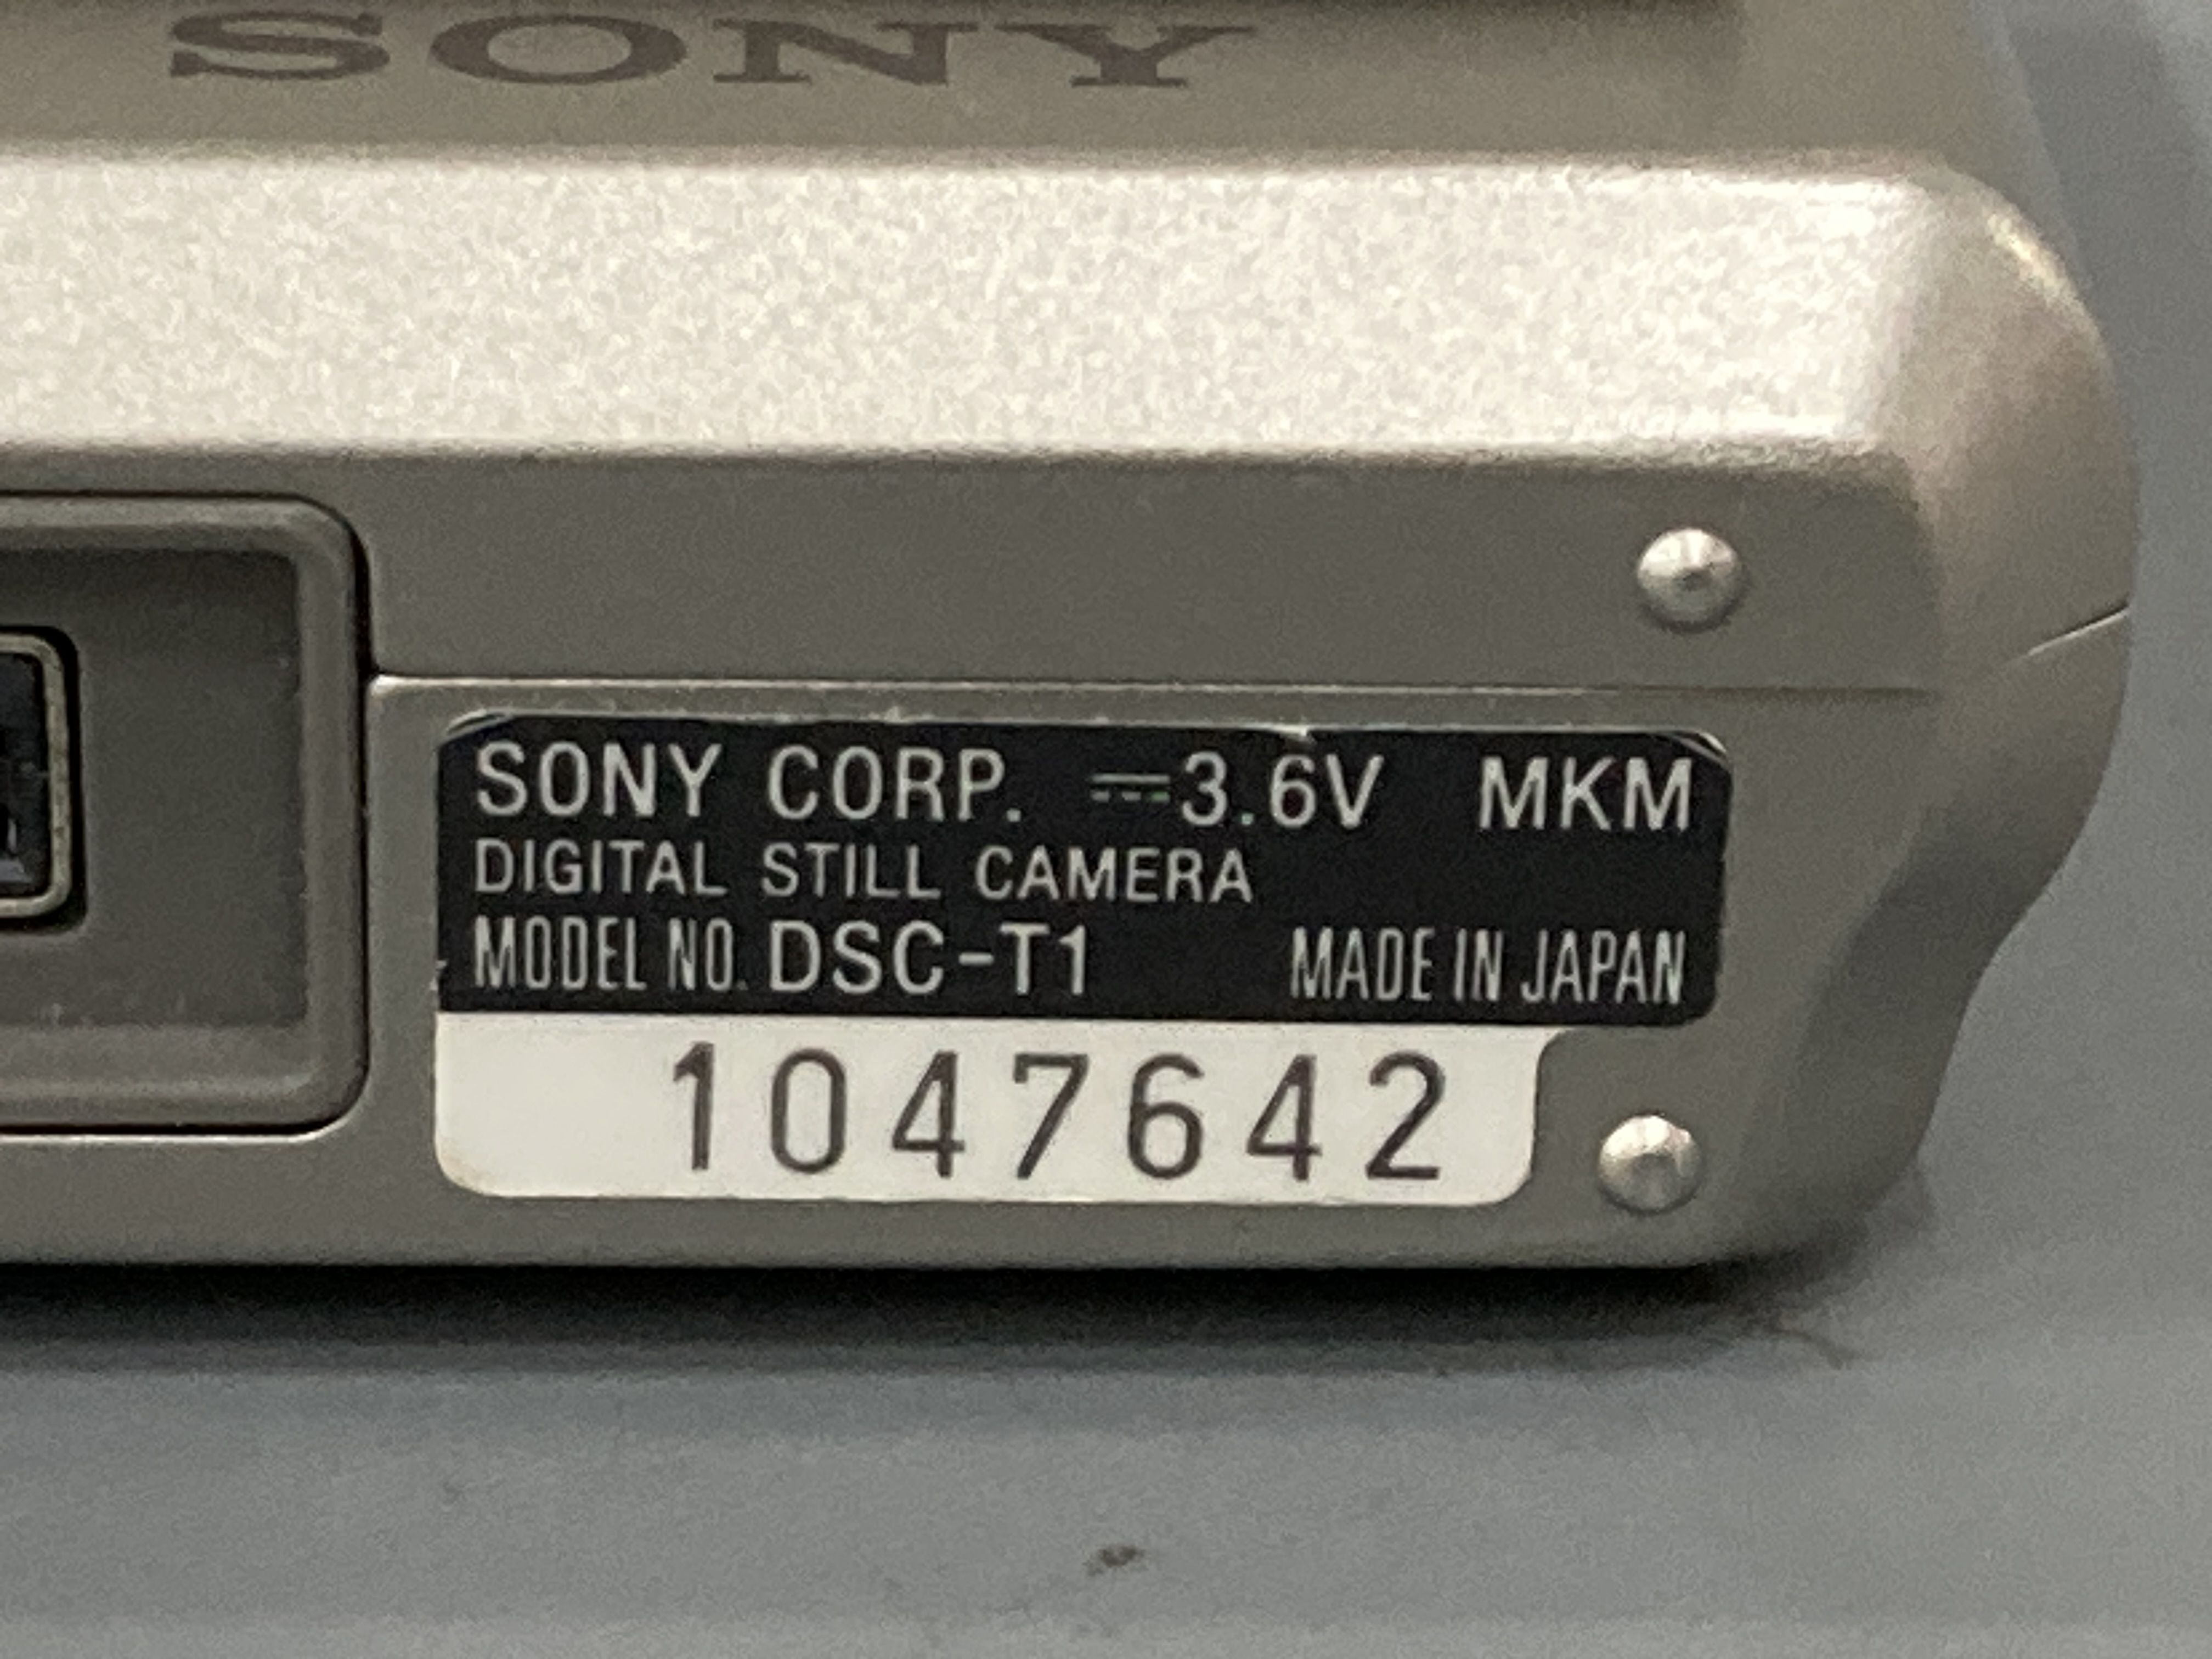 SONY
SONY CORP. ⎓3.6V MKM
DIGITAL STILL CAMERA
MODEL NO. DSC-T1 MADE IN JAPAN
1047642